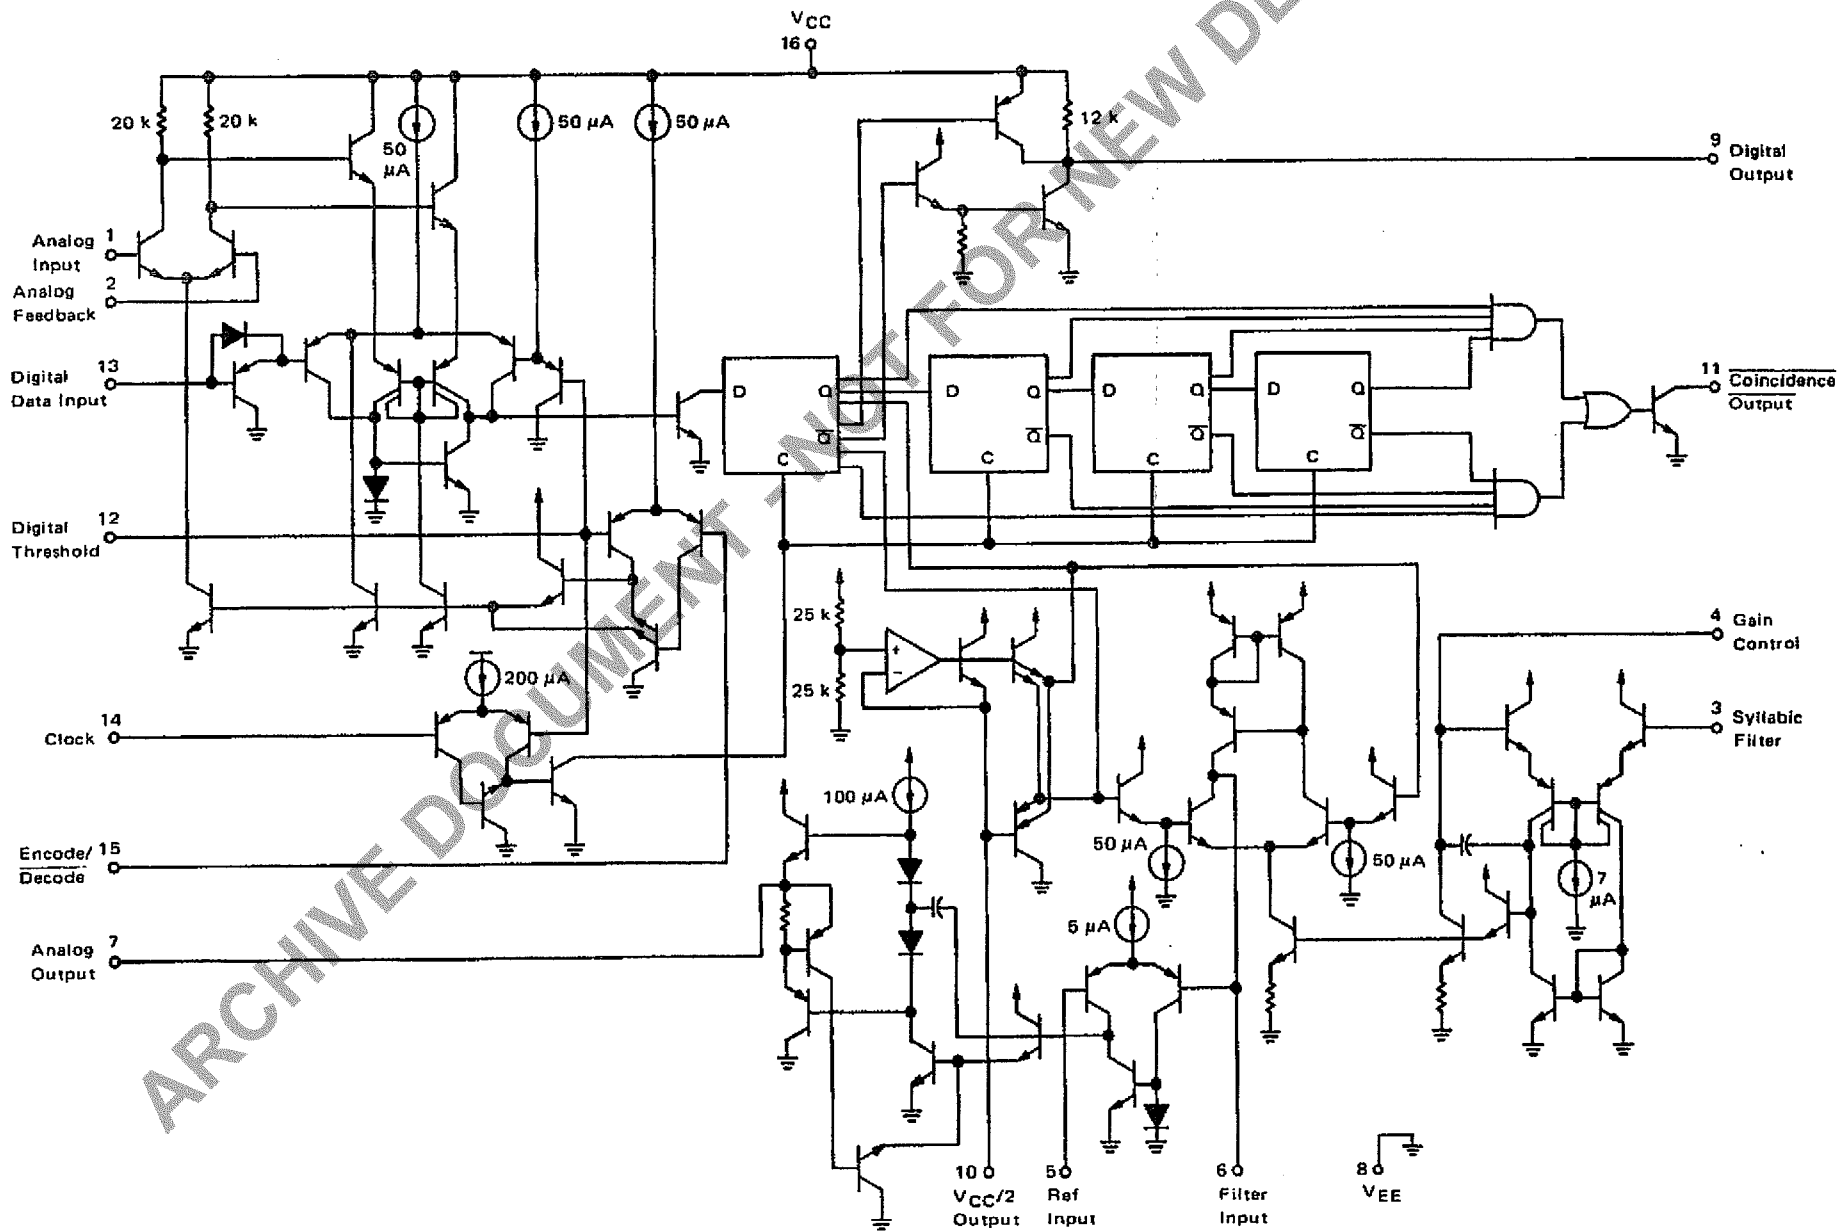 VCC
16
20 k
20 k
50
µA
50 µA
50 µA
12 k
9 Digital
Output
Analog 1
Input
2
Analog
Feedback
13
Digital
Data Input
D
Q
Q
C
D
Q
Q
C
D
Q
Q
C
D
Q
Q
C
11 Coincidence
Output
Digital 12
Threshold
25 k
25 k
+
−
4 Gain
Control
200 µA
14
Clock
3 Syllabic
Filter
100 µA
50 µA
50 µA
7
µA
Encode/ 15
Decode
5 µA
Analog 7
Output
10
VCC/2
Output
5
Ref
Input
6
Filter
Input
8
VEE
ARCHIVE DOCUMENT - NOT FOR NEW DE